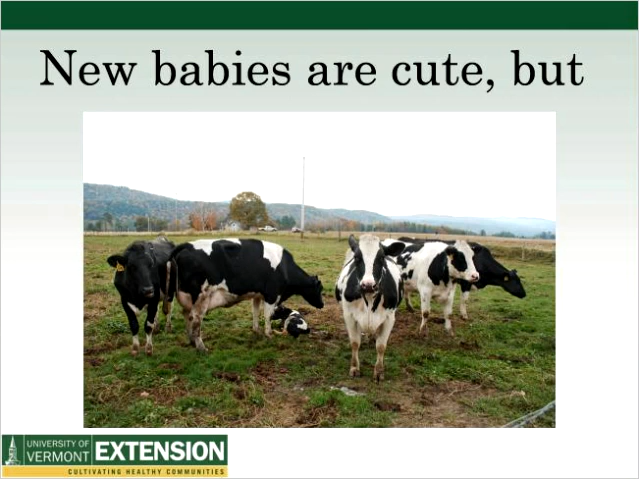 New babies are cute, but
UNIVERSITY OF
VERMONT EXTENSION
CULTIVATING HEALTHY COMMUNITIES